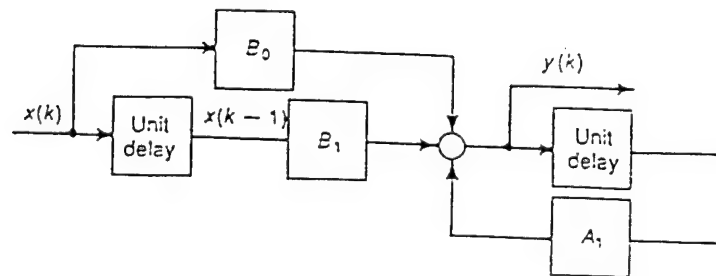 B₀
y(k)
x(k)
Unit
delay
x(k − 1)
B₁
Unit
delay
A₁